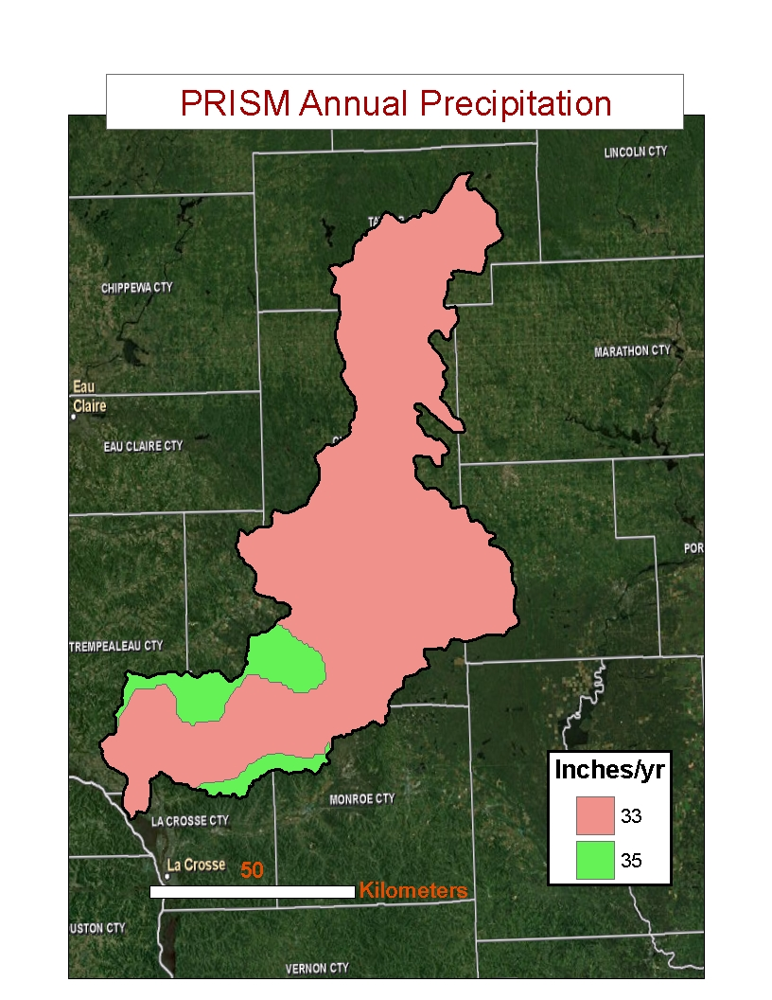 PRISM Annual Precipitation
LINCOLN CTY
CHIPPEWA CTY
MARATHON CTY
Eau
Claire
EAU CLAIRE CTY
POR
TREMPEALEAU CTY
Inches/yr
33
35
MONROE CTY
LA CROSSE CTY
La Crosse
50
Kilometers
USTON CTY
VERNON CTY